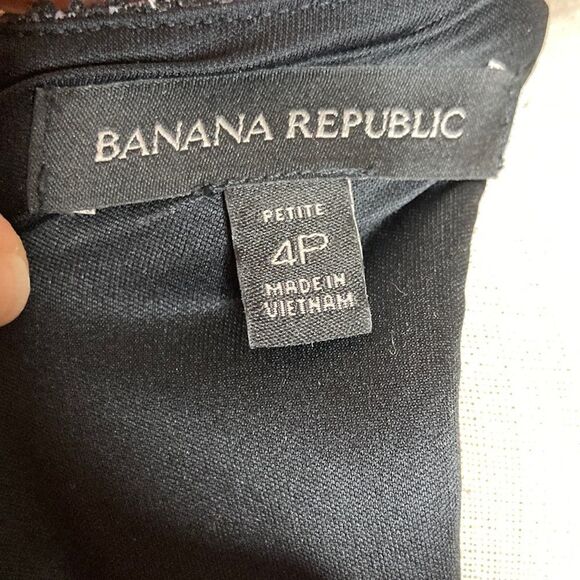 BANANA REPUBLIC
PETITE
4P
MADE IN
VIETNAM